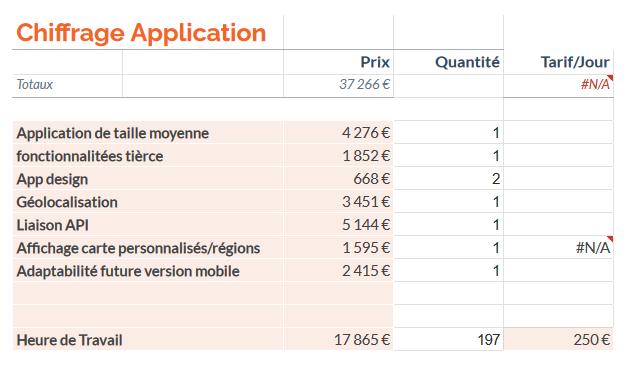 Chiffrage Application
Prix Quantité Tarif/Jour
Totaux 37 266 € #N/A
Application de taille moyenne 4 276 € 1
fonctionnalitées tièrce 1 852 € 1
App design 668 € 2
Géolocalisation 3 451 € 1
Liaison API 5 144 € 1
Affichage carte personnalisés/régions 1 595 € 1 #N/A
Adaptabilité future version mobile 2 415 € 1
Heure de Travail 17 865 € 197 250 €